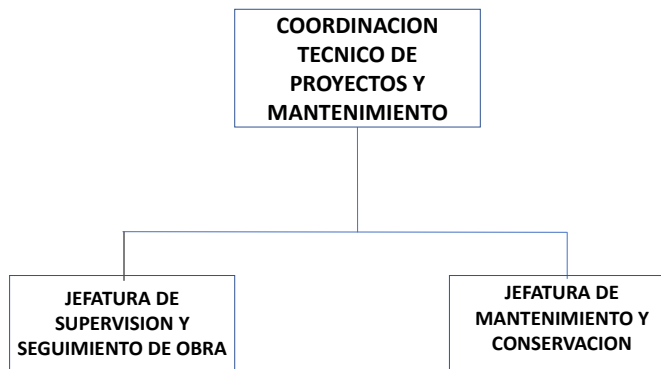 COORDINACION
TECNICO DE
PROYECTOS Y
MANTENIMIENTO
JEFATURA DE
SUPERVISION Y
SEGUIMIENTO DE OBRA
JEFATURA DE
MANTENIMIENTO Y
CONSERVACION